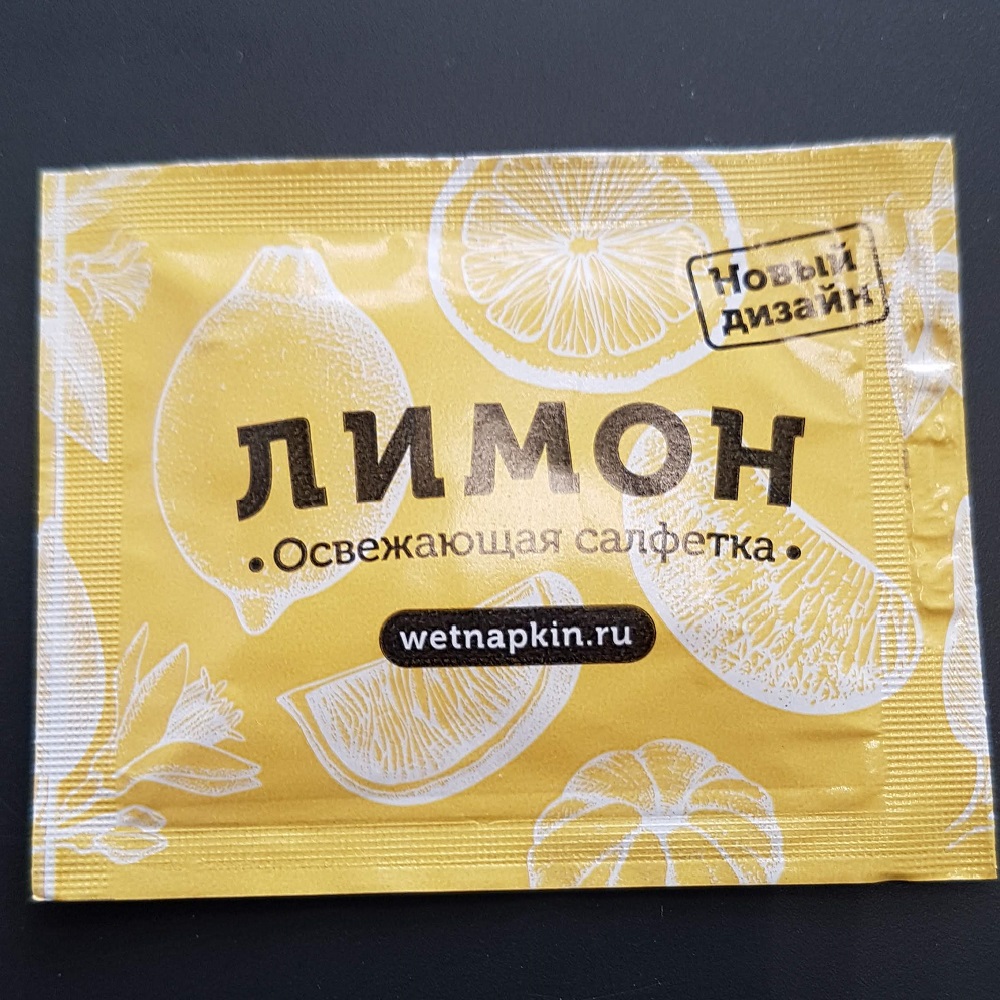 Новый
дизайн
ЛИМОН
• Освежающая салфетка •
wetnapkin.ru